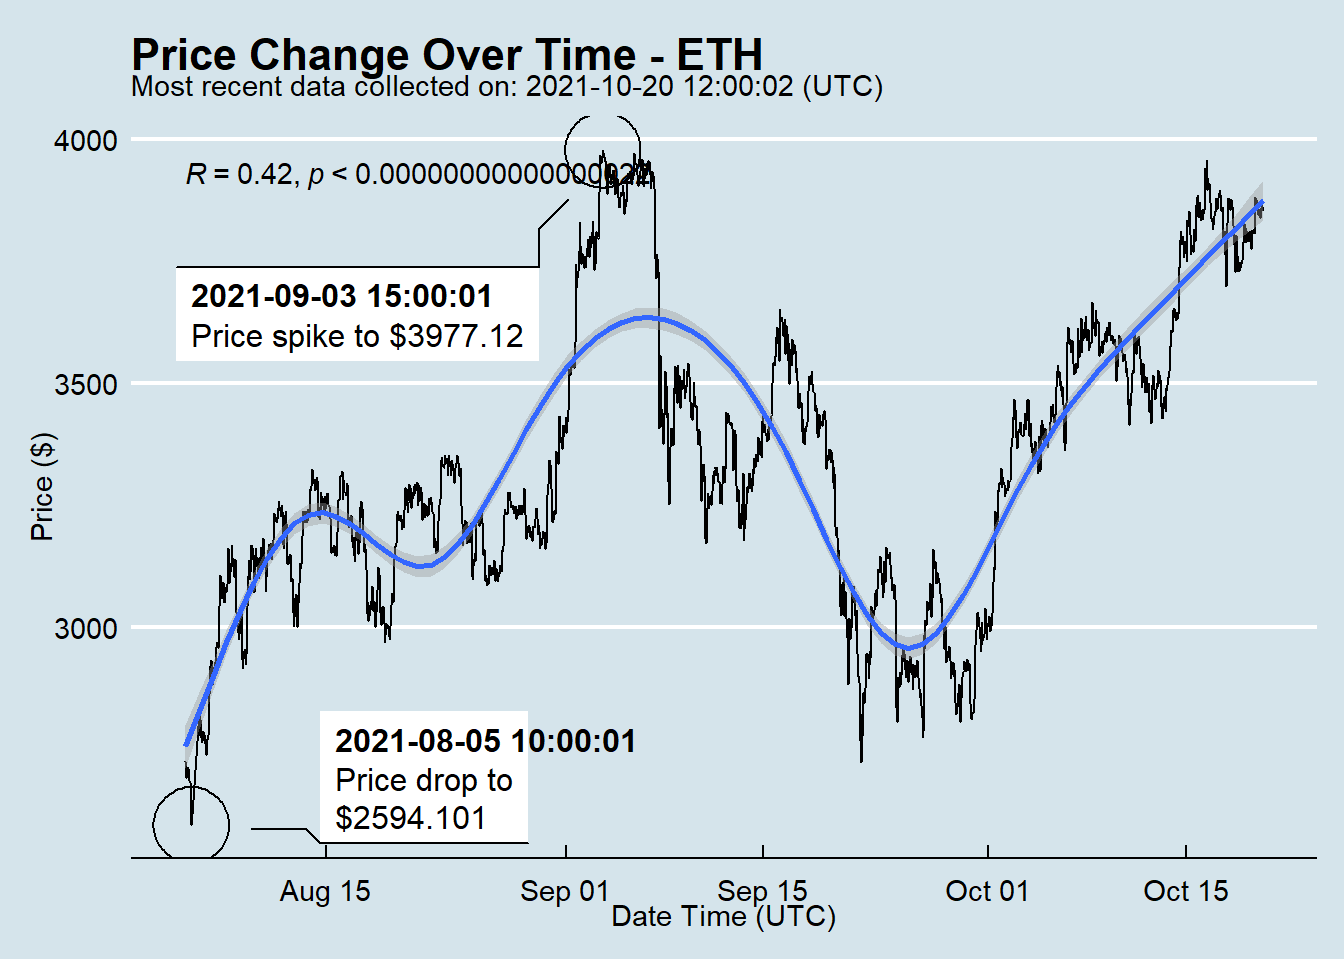 Price Change Over Time - ETH
Most recent data collected on: 2021-10-20 12:00:02 (UTC)
4000
R = 0.42, p < 0.00000000000000022
2021-09-03 15:00:01
Price spike to $3977.12
3500
Price ($)
3000
2021-08-05 10:00:01
Price drop to
$2594.101
Aug 15 Sep 01 Sep 15 Oct 01 Oct 15
Date Time (UTC)